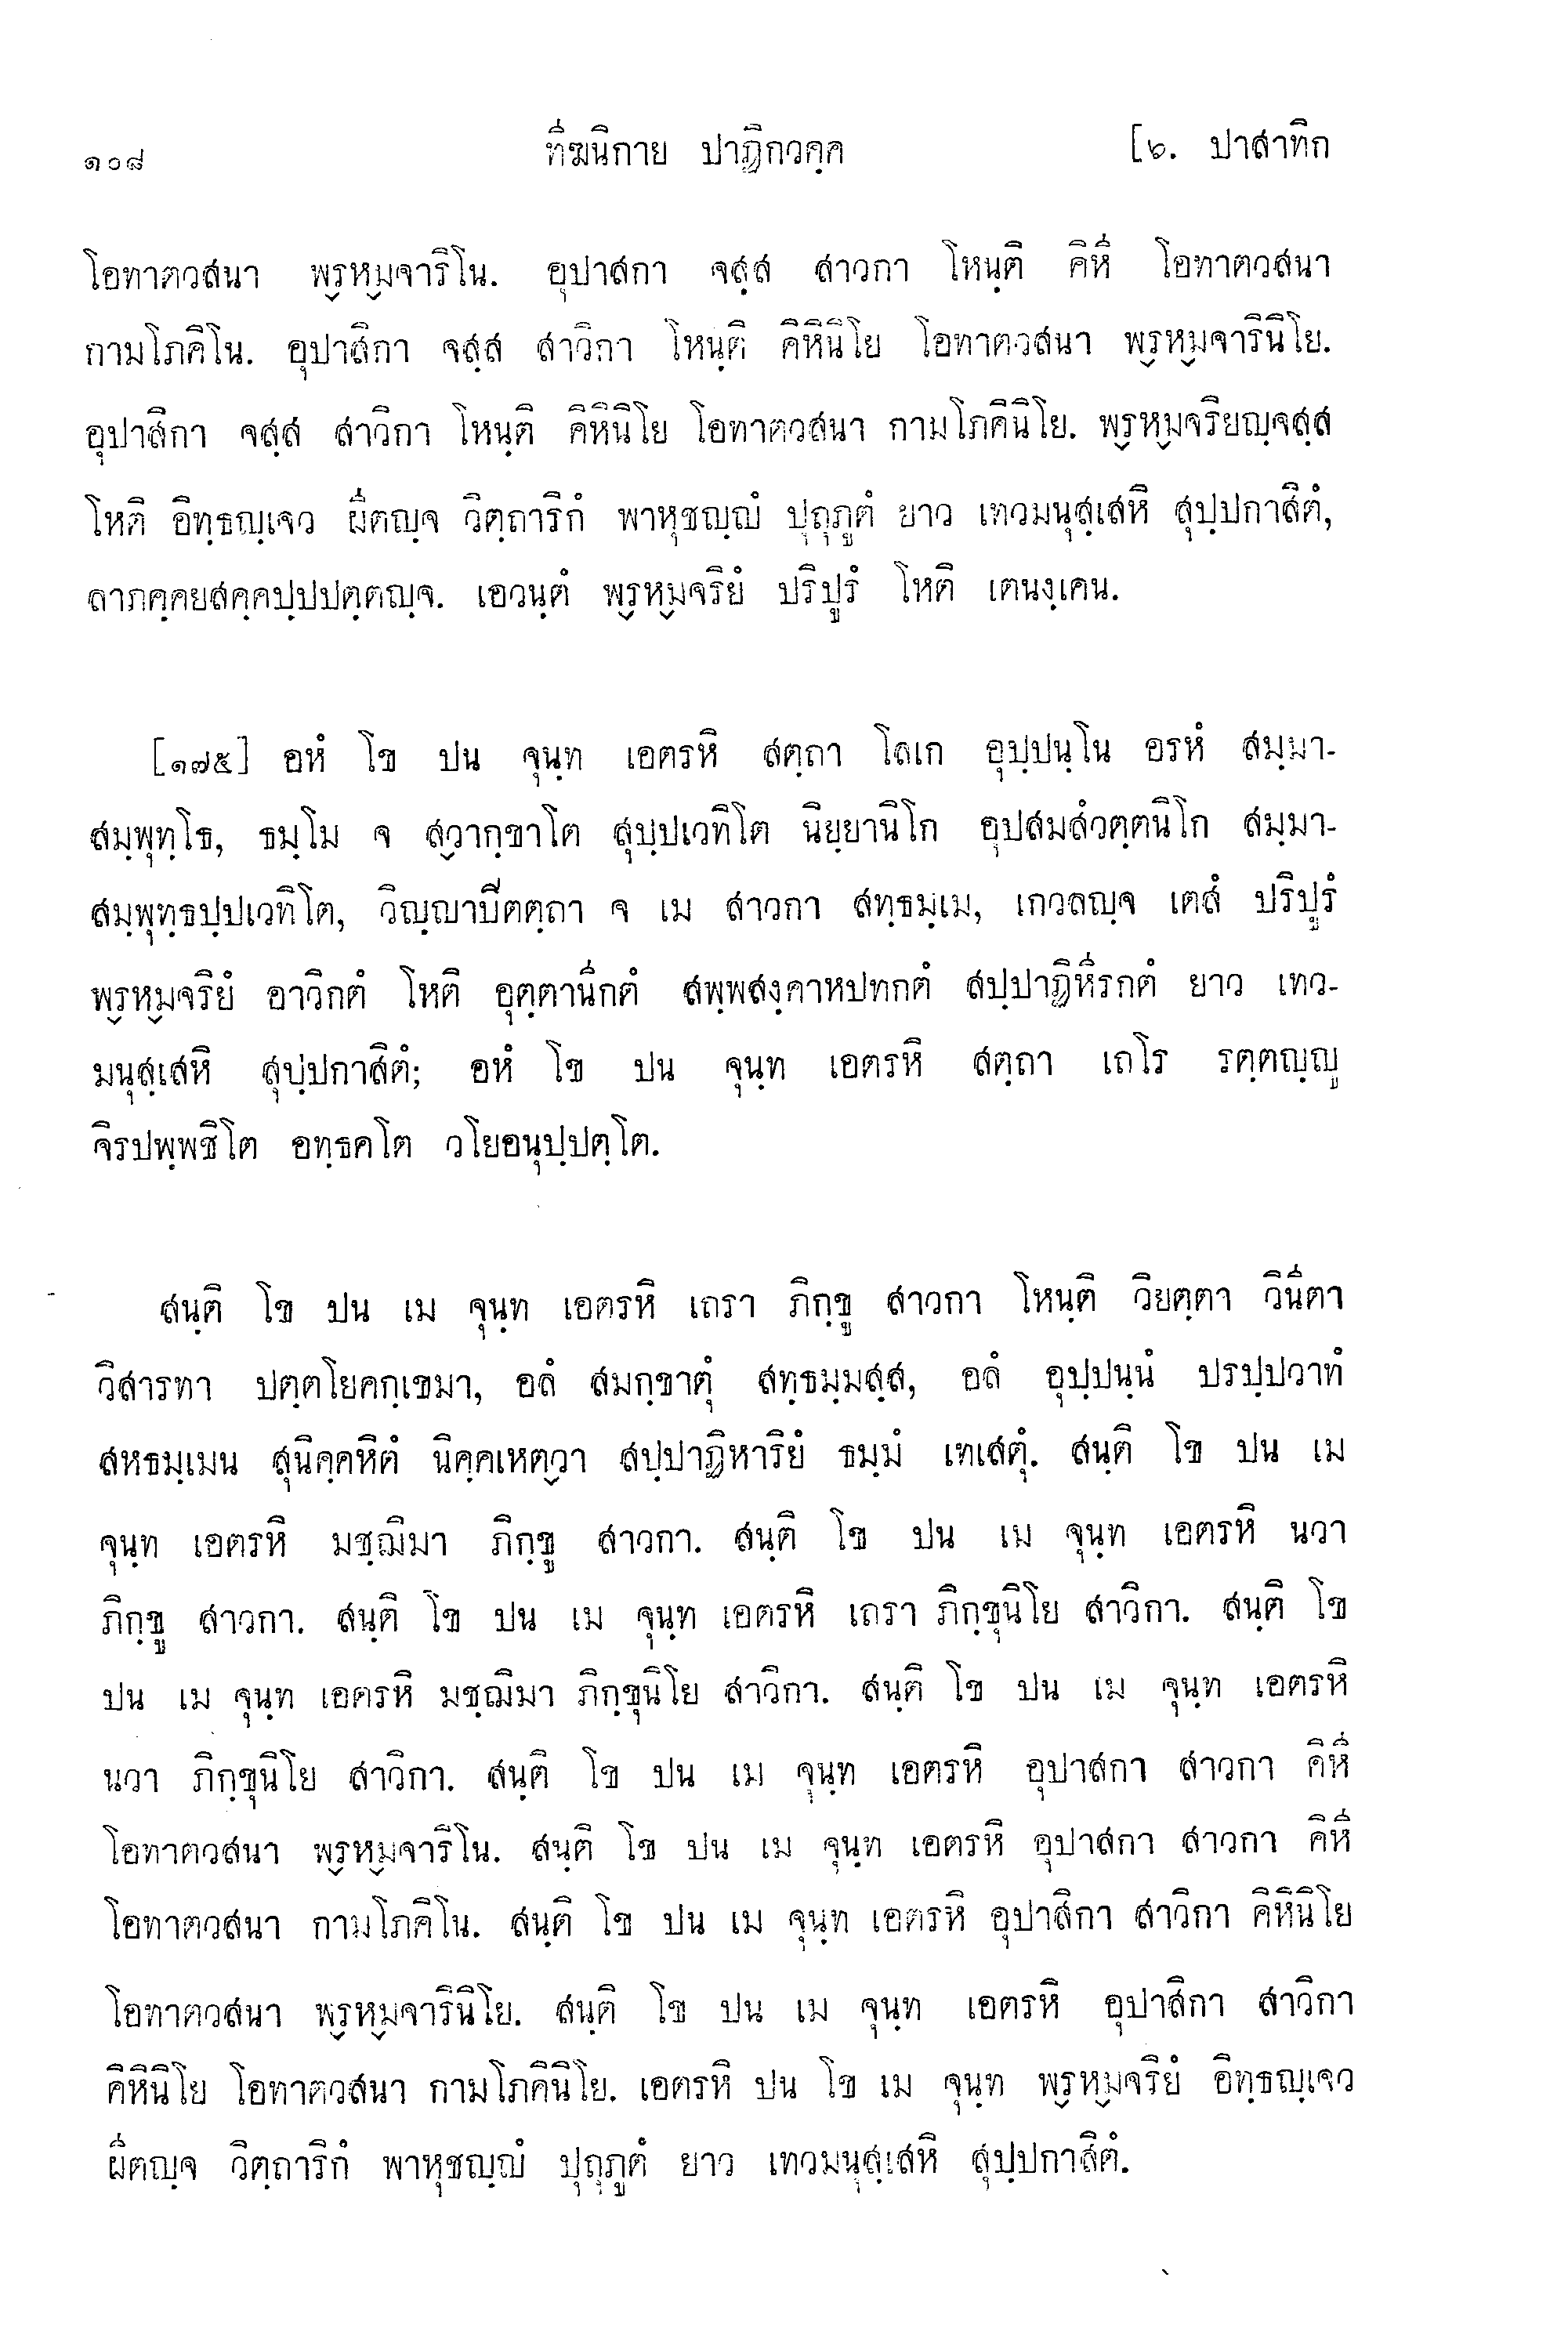 ๑๐๘ ทีฆนิกาย ปาฏิกวคฺค [๖. ปาสาทิก
โอทาตวสนา พฺรหฺมจาริโน. อุปาสกา จสฺส สาวกา โหนฺติ คิหี โอทาตวสนา
กามโภคิโน. อุปาสิกา จสฺส สาวิกา โหนฺติ คิหินิโย โอทาตวสนา พฺรหฺมจารินิโย.
อุปาสิกา จสฺส สาวิกา โหนฺติ คิหินิโย โอทาตวสนา กามโภคินิโย. พฺรหฺมจริยญฺจสฺส
โหติ อิทฺธญฺเจว ผีตญฺจ วิตฺถาริกํ พาหุชญฺญํ ปุถุภูตํ ยาว เทวมนุสฺเสหิ สุปฺปกาสิตํ,
ลาภคฺคยสคฺคปฺปปตฺตญฺจ. เอวนฺตํ พฺรหฺมจริยํ ปริปูรํ โหติ เตนงฺเคน.
[๑๗๕] อหํ โข ปน จุนฺท เอตรหิ สตฺถา โลเก อุปฺปนฺโน อรหํ สมฺมา-
สมฺพุทฺโธ, ธมฺโม จ สฺวากฺขาโต สุปฺปเวทิโต นิยฺยานิโก อุปสมสํวตฺตนิโก สมฺมา-
สมฺพุทฺธปฺปเวทิโต, วิญฺญาปีตตฺถา จ เม สาวกา สทฺธมฺเม, เกวลญฺจ เตสํ ปริปูรํ
พฺรหฺมจริยํ อาวิกตํ โหติ อุตฺตานีกตํ สพฺพสงฺคาหปทกตํ สปฺปาฏิหีรกตํ ยาว เทว-
มนุสฺเสหิ สุปฺปกาสิตํ; อหํ โข ปน จุนฺท เอตรหิ สตฺถา เถโร รตฺตญฺญู
จิรปพฺพชิโต อทฺธคโต วโยอนุปฺปตฺโต.
สนฺติ โข ปน เม จุนฺท เอตรหิ เถรา ภิกฺขู สาวกา โหนฺติ วิยตฺตา วินีตา
วิสารทา ปตฺตโยคกฺเขมา, อลํ สมกฺขาตุํ สทฺธมฺมสฺส, อลํ อุปฺปนฺนํ ปรปฺปวาทํ
สหธมฺเมน สุนิคฺคหิตํ นิคฺคเหตฺวา สปฺปาฏิหาริยํ ธมฺมํ เทเสตุํ. สนฺติ โข ปน เม
จุนฺท เอตรหิ มชฺฌิมา ภิกฺขู สาวกา. สนฺติ โข ปน เม จุนฺท เอตรหิ นวา
ภิกฺขู สาวกา. สนฺติ โข ปน เม จุนฺท เอตรหิ เถรา ภิกฺขุนิโย สาวิกา. สนฺติ โข
ปน เม จุนฺท เอตรหิ มชฺฌิมา ภิกฺขุนิโย สาวิกา. สนฺติ โข ปน เม จุนฺท เอตรหิ
นวา ภิกฺขุนิโย สาวิกา. สนฺติ โข ปน เม จุนฺท เอตรหิ อุปาสกา สาวกา คิหี
โอทาตวสนา พฺรหฺมจาริโน. สนฺติ โข ปน เม จุนฺท เอตรหิ อุปาสกา สาวกา คิหี
โอทาตวสนา กามโภคิโน. สนฺติ โข ปน เม จุนฺท เอตรหิ อุปาสิกา สาวิกา คิหินิโย
โอทาตวสนา พฺรหฺมจารินิโย. สนฺติ โข ปน เม จุนฺท เอตรหิ อุปาสิกา สาวิกา
คิหินิโย โอทาตวสนา กามโภคินิโย. เอตรหิ ปน โข เม จุนฺท พฺรหฺมจริยํ อิทฺธญฺเจว
ผีตญฺจ วิตฺถาริกํ พาหุชญฺญํ ปุถุภูตํ ยาว เทวมนุสฺเสหิ สุปฺปกาสิตํ.